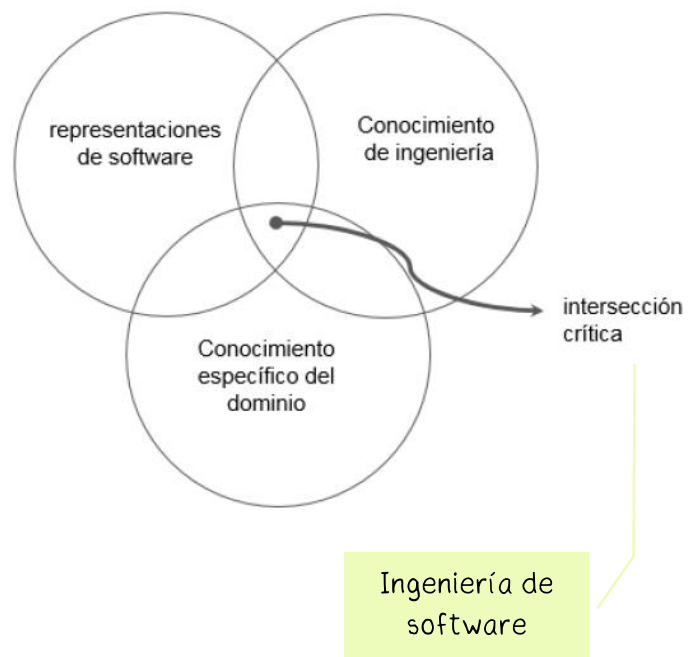 representaciones
de software
Conocimiento
de ingeniería
Conocimiento
específico del
dominio
intersección
crítica
Ingeniería de
software